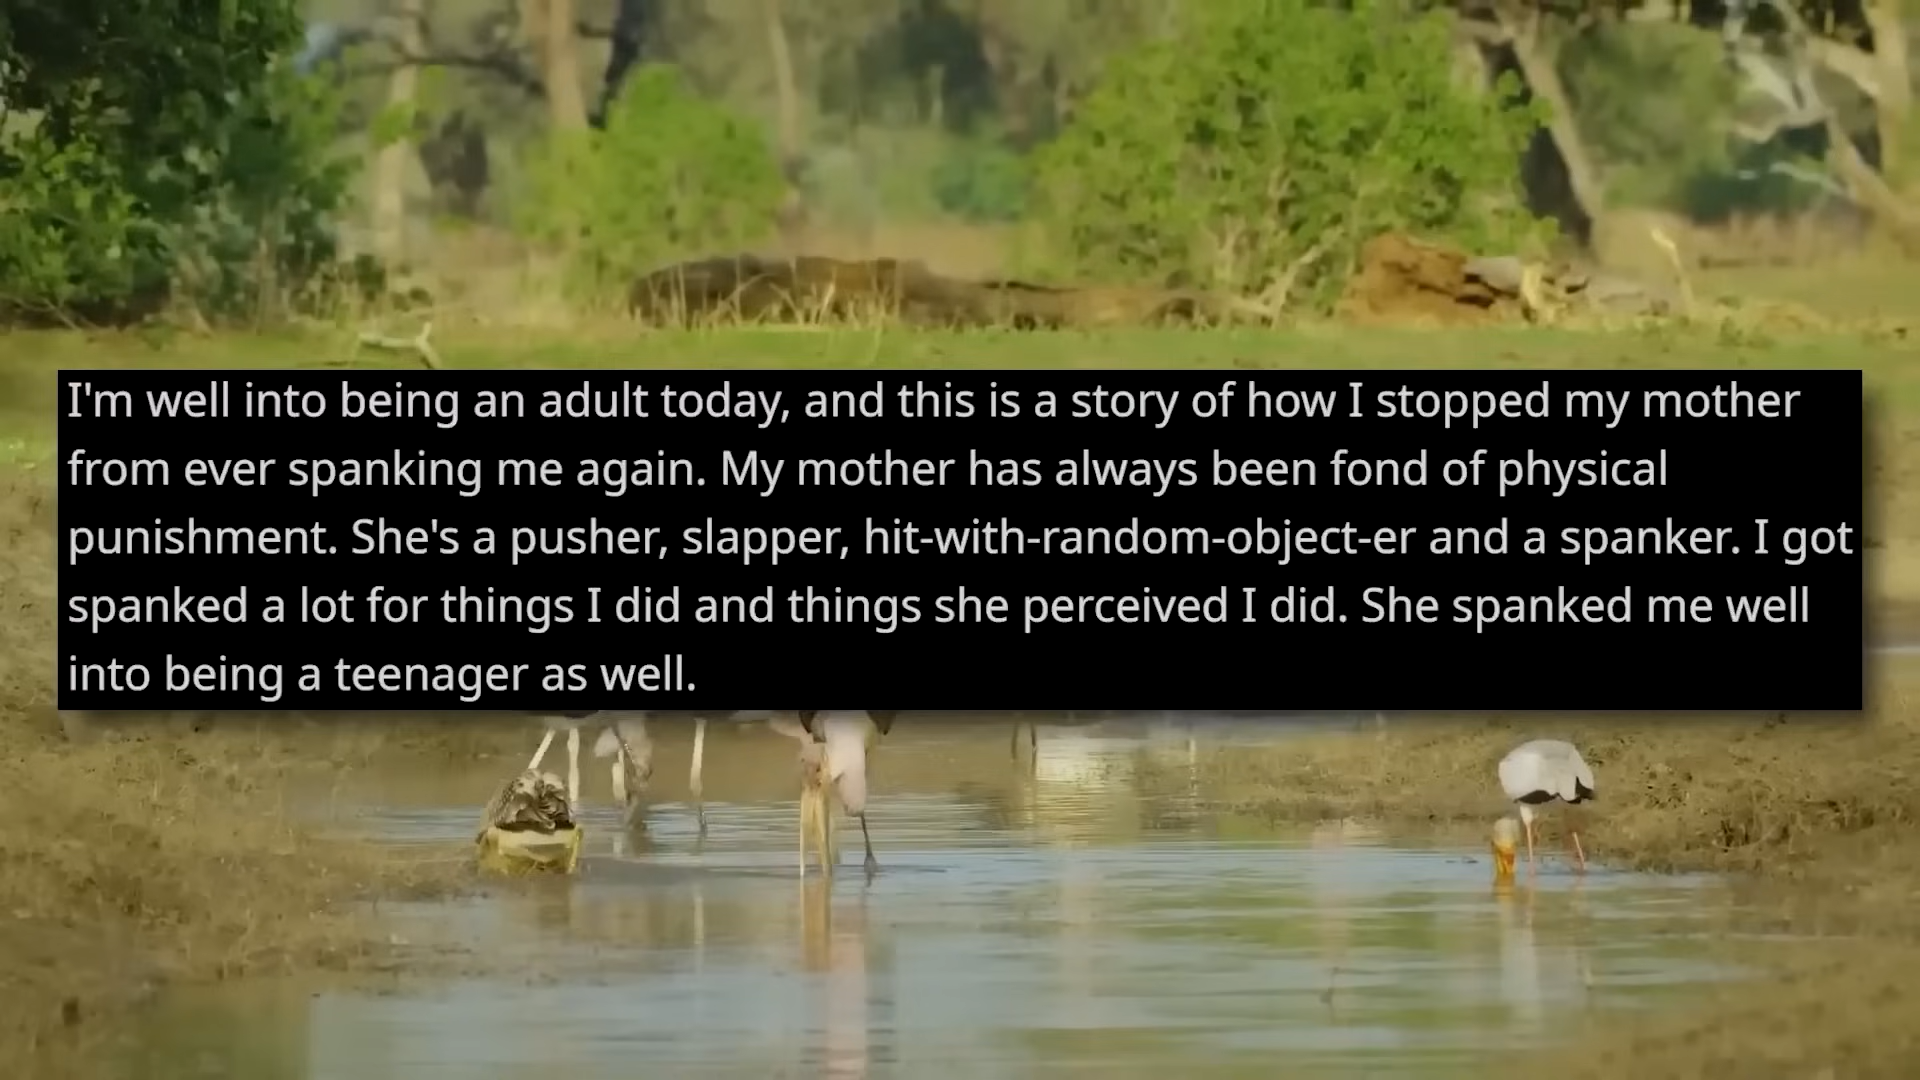 I'm well into being an adult today, and this is a story of how I stopped my mother
from ever spanking me again. My mother has always been fond of physical
punishment. She's a pusher, slapper, hit-with-random-object-er and a spanker. I got
spanked a lot for things I did and things she perceived I did. She spanked me well
into being a teenager as well.